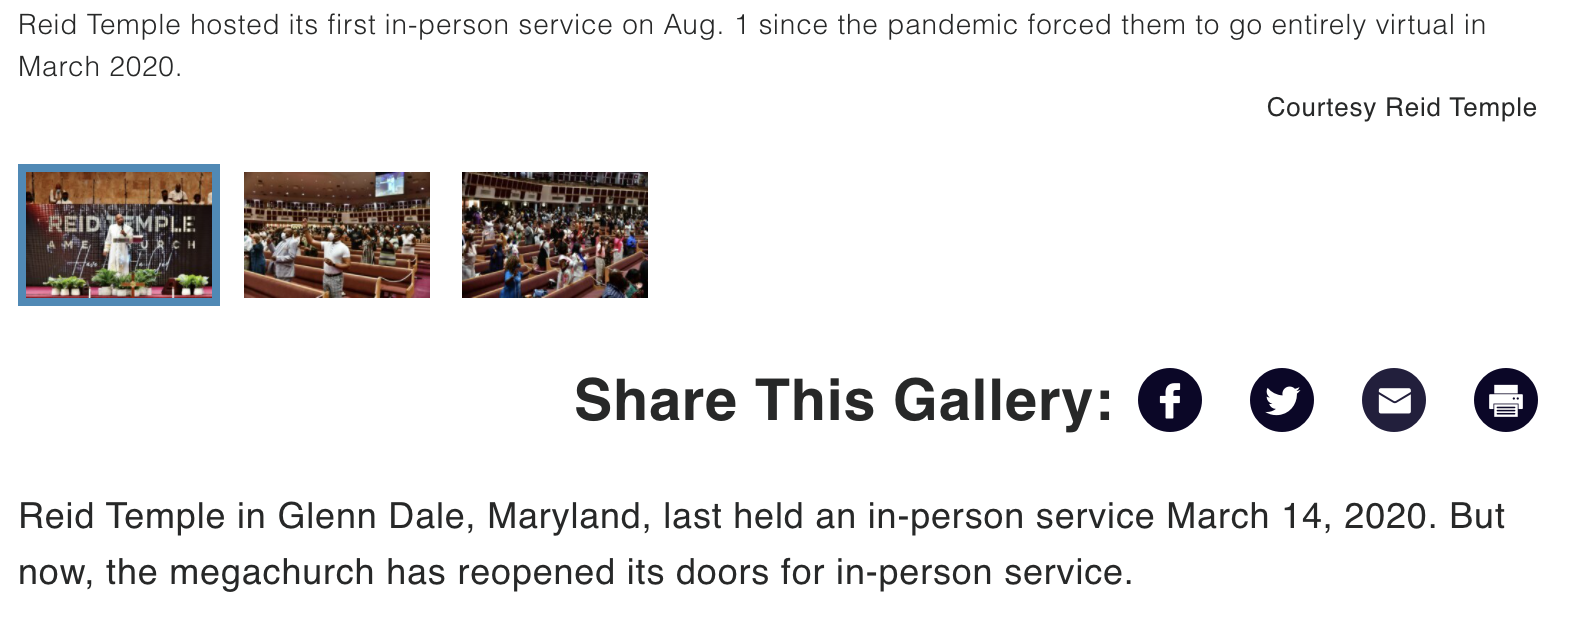 Reid Temple hosted its first in-person service on Aug. 1 since the pandemic forced them to go entirely virtual in
March 2020.
Courtesy Reid Temple
REID TEMPLE
Share This Gallery:
Reid Temple in Glenn Dale, Maryland, last held an in-person service March 14, 2020. But
now, the megachurch has reopened its doors for in-person service.